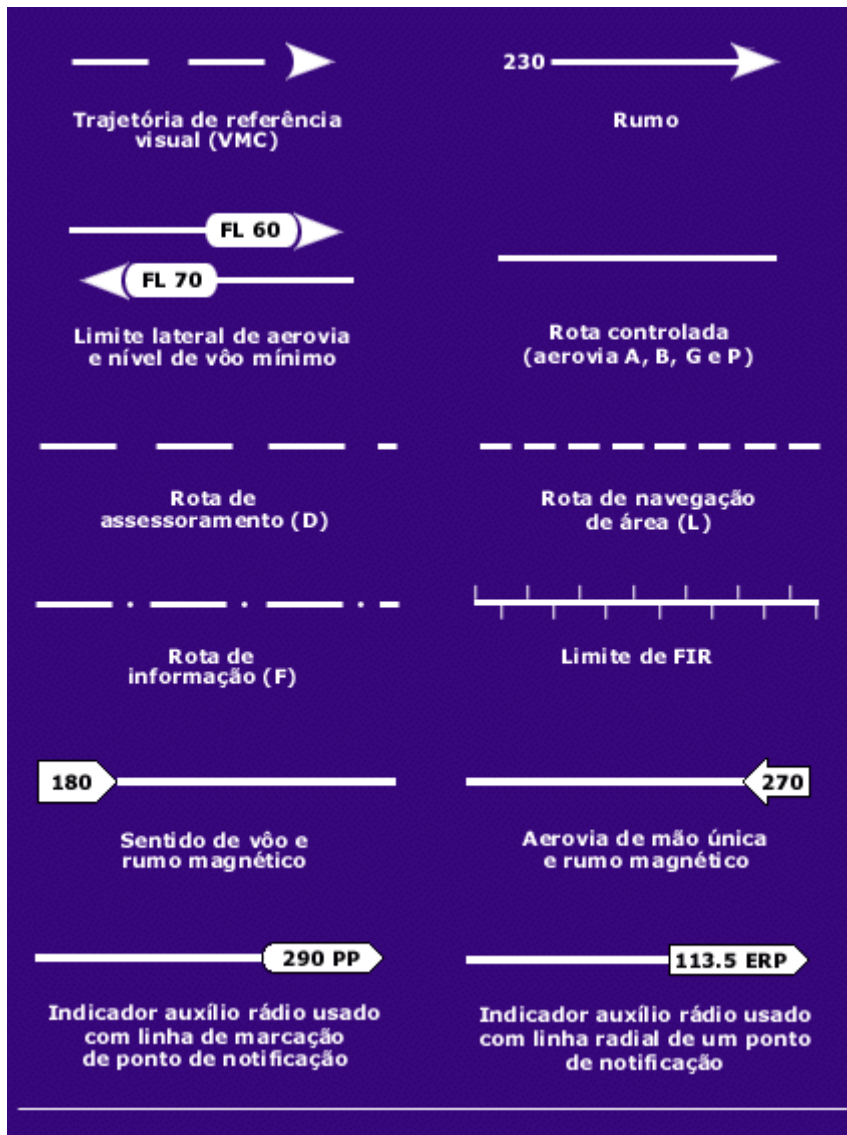 230
Trajetória de referência
visual (VMC)
Rumo
FL 60
FL 70
Limite lateral de aerovia
e nível de vôo mínimo
Rota controlada
(aerovia A, B, G e P)
Rota de
assessoramento (D)
Rota de navegação
de área (L)
Rota de
informação (F)
Limite de FIR
180
Sentido de vôo e
rumo magnético
270
Aerovia de mão única
e rumo magnético
290 PP
Indicador auxílio rádio usado
com linha de marcação
de ponto de notificação
113.5 ERP
Indicador auxílio rádio usado
com linha radial de um ponto
de notificação